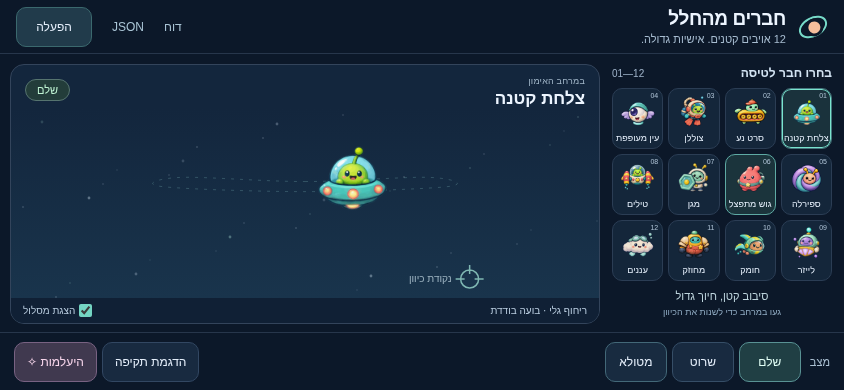 חברים מהחלל
12 אויבים קטנים. אישיות גדולה.
דוח
JSON
הפעלה
בחרו חבר לטיסה
01—12
01
צלחת קטנה
02
סרט נע
03
צוללן
04
עין מעופפת
05
ספירלה
06
גוש מתפצל
07
מגן
08
טילים
09
לייזר
10
חומק
11
מחוזק
12
עננים
סיבוב קטן, חיוך גדול
געו במרחב כדי לשנות את הכיוון
במרחב האימון
צלחת קטנה
שלם
נקודת כיוון
ריחוף גלי · בועה בודדת
הצגת מסלול
מצב
שלם
שרוט
מטולא
הדגמת תקיפה
היעלמות ✧